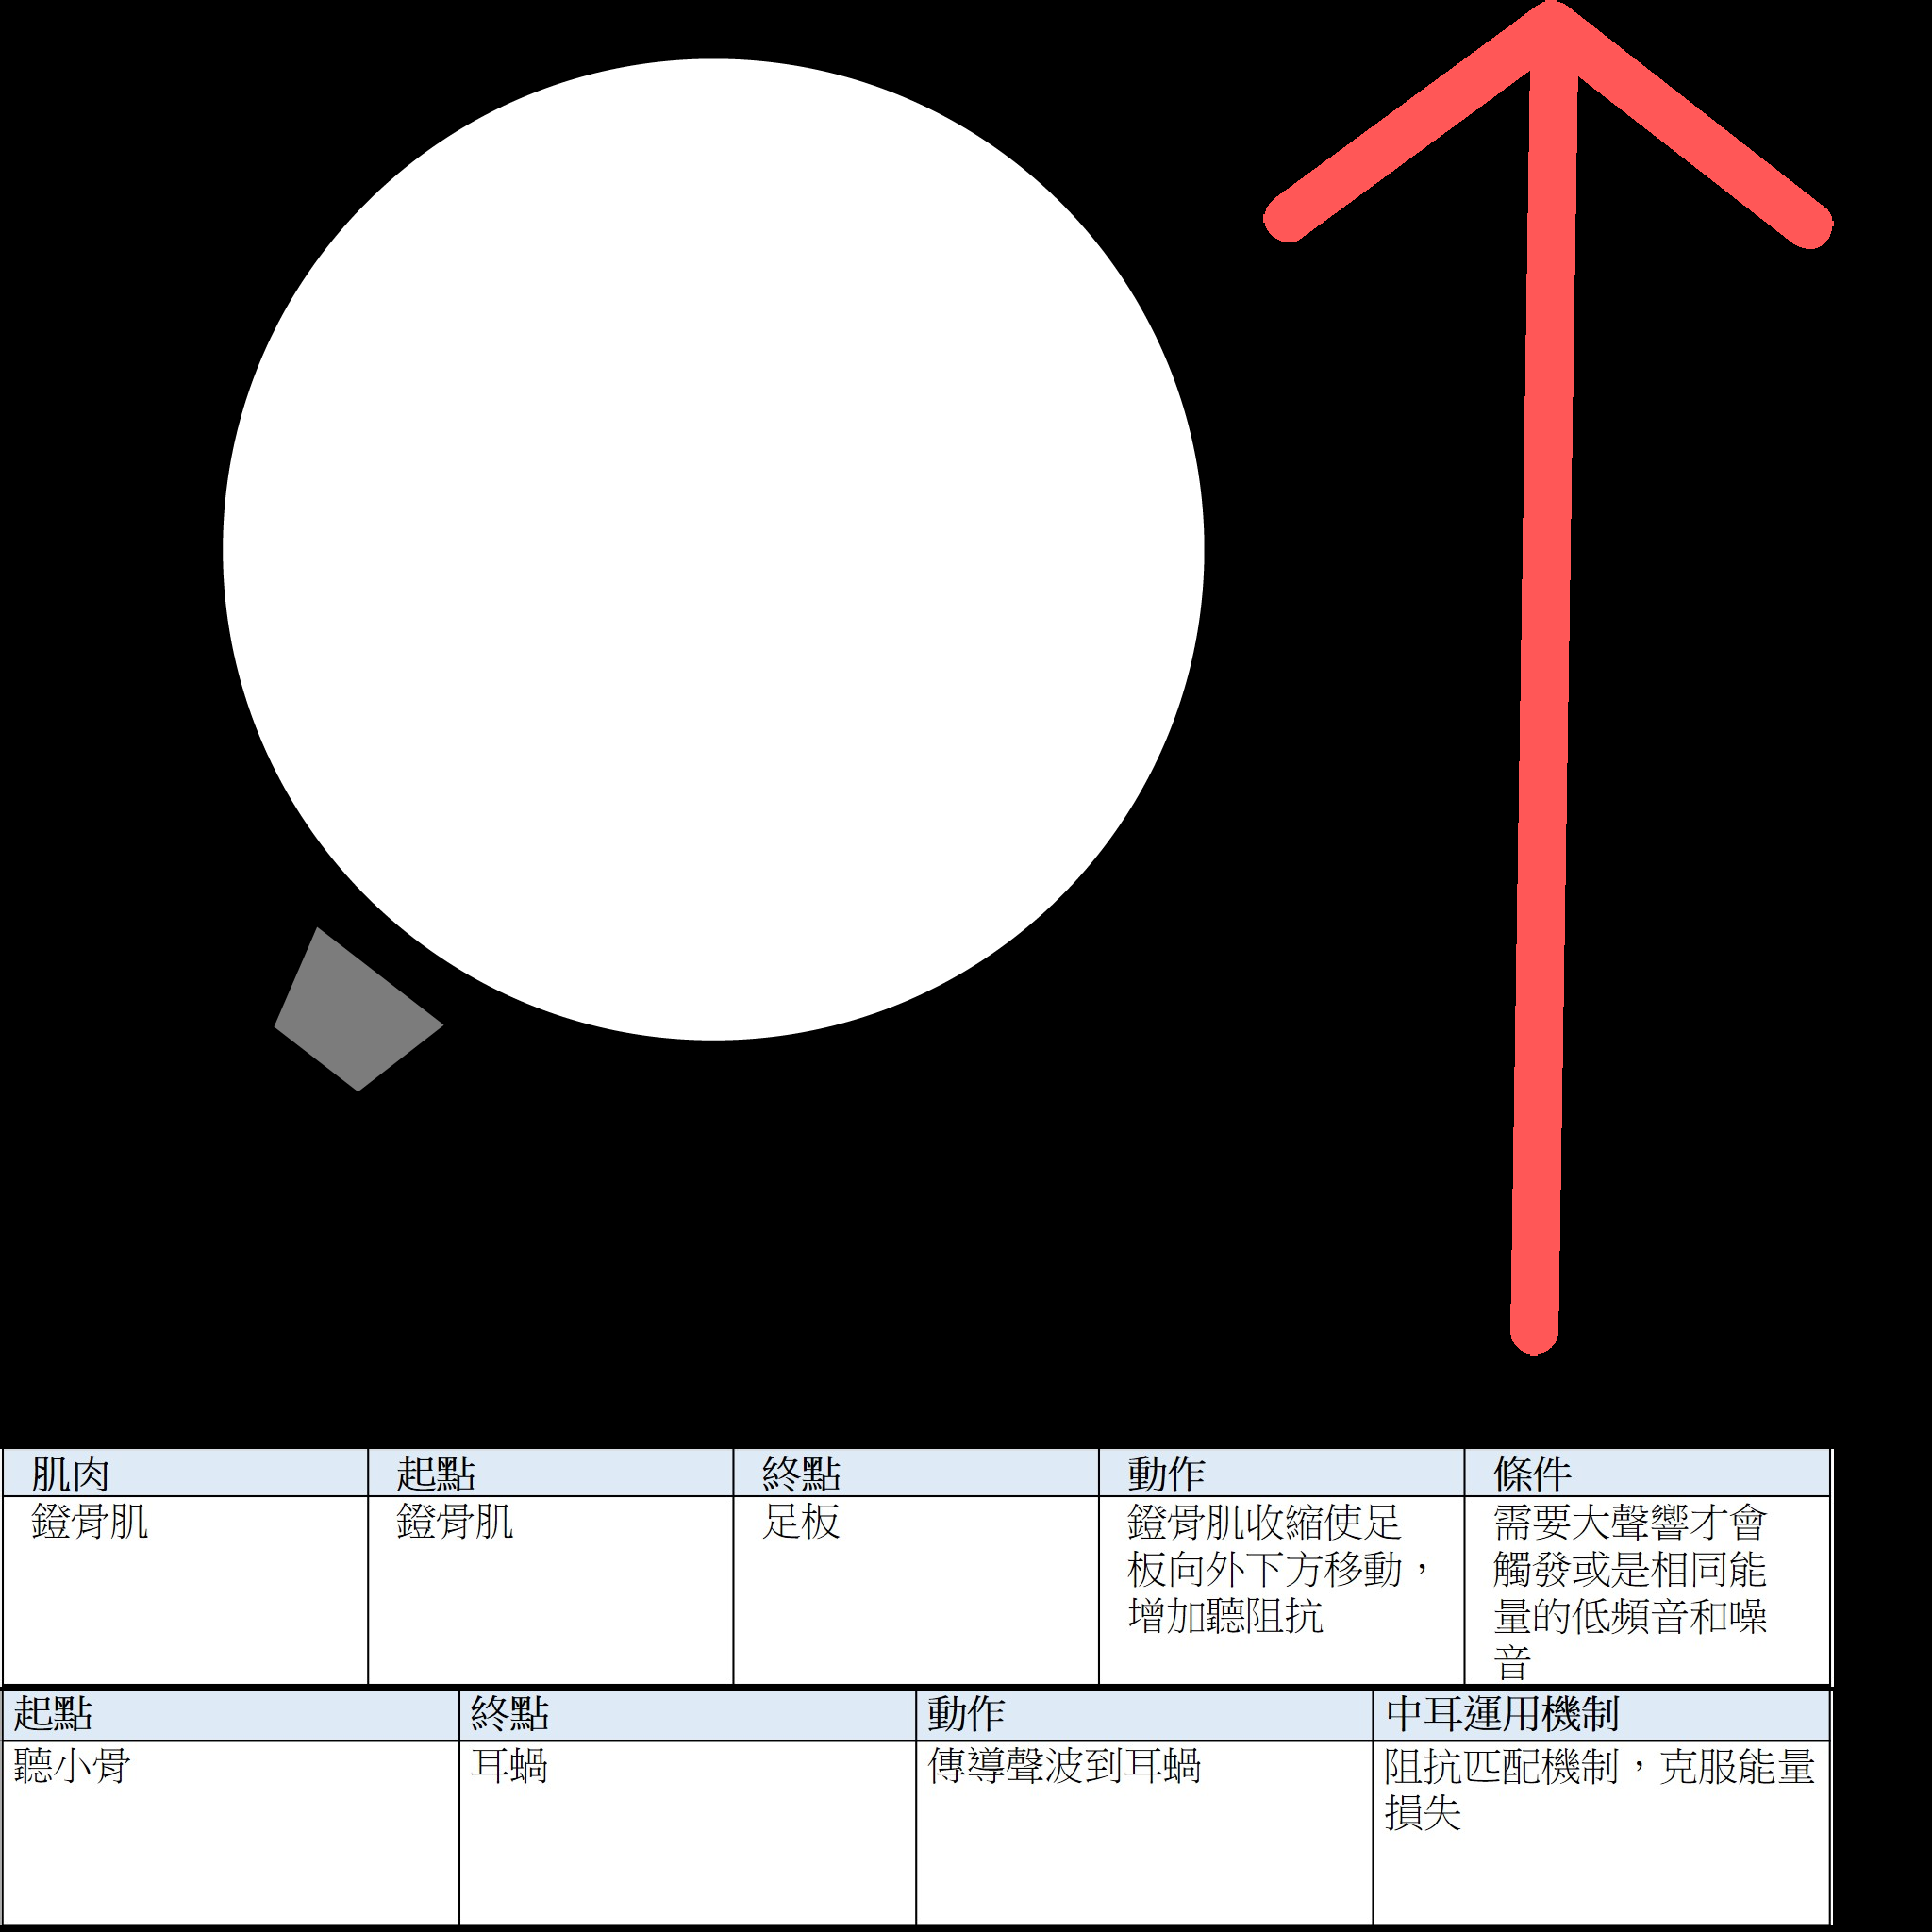 肌肉 起點 終點 動作 條件
鐙骨肌 鐙骨肌 足板 鐙骨肌收縮使足 需要大聲響才會
板向外下方移動， 觸發或是相同能
增加聽阻抗 量的低頻音和噪
音
起點 終點 動作 中耳運用機制
聽小骨 耳蝸 傳導聲波到耳蝸 阻抗匹配機制，克服能量
損失